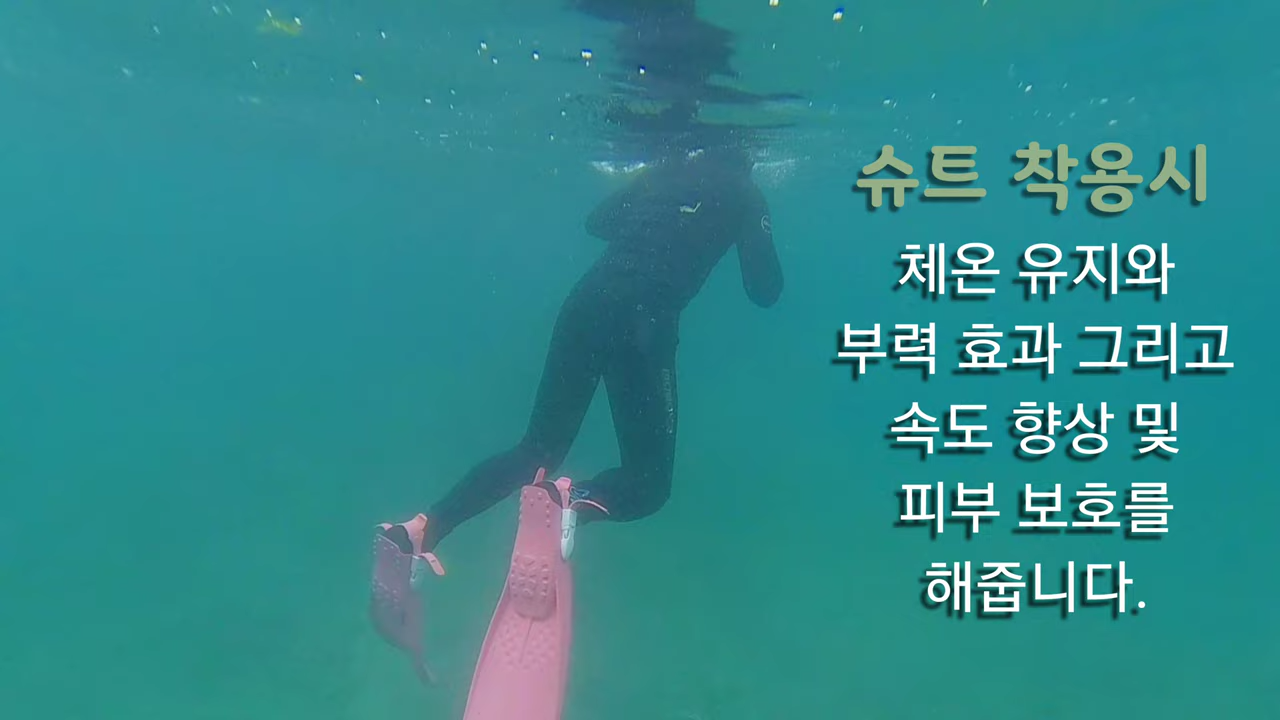 슈트 착용시
체온 유지와
부력 효과 그리고
속도 향상 및
피부 보호를
해줍니다.